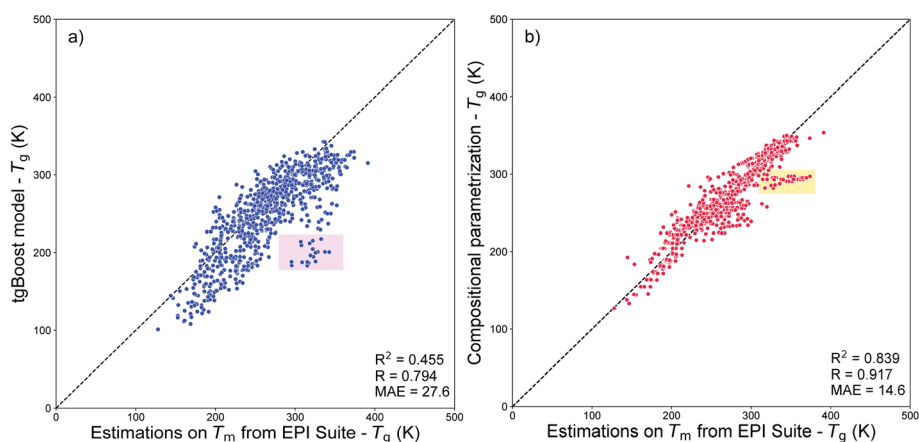 a)
tgBoost model - Tg (K)
500
400
300
200
100
0
0 100 200 300 400 500
R² = 0.455
R = 0.794
MAE = 27.6
Estimations on Tm from EPI Suite - Tg (K)
b)
Compositional parametrization - Tg (K)
500
400
300
200
100
0
0 100 200 300 400 500
R² = 0.839
R = 0.917
MAE = 14.6
Estimations on Tm from EPI Suite - Tg (K)